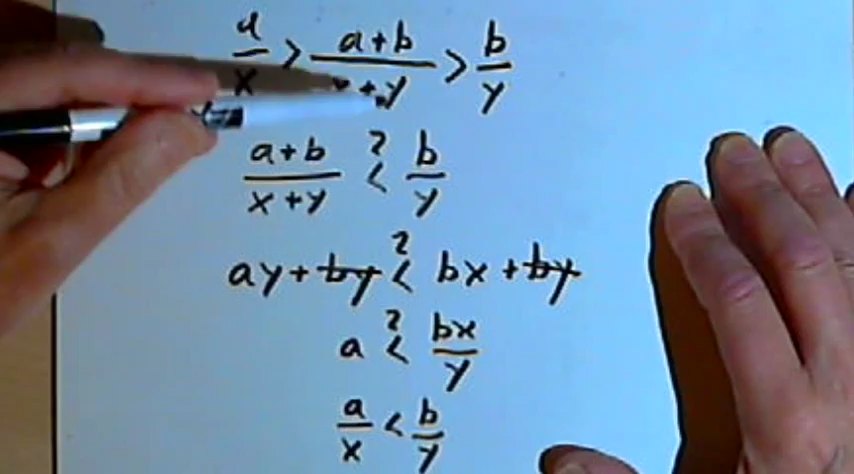 a/x > a+b/x+y > b/y
a+b/x+y ?< b/y
ay + by ?< bx + by
a ?< bx/y
a/x < b/y